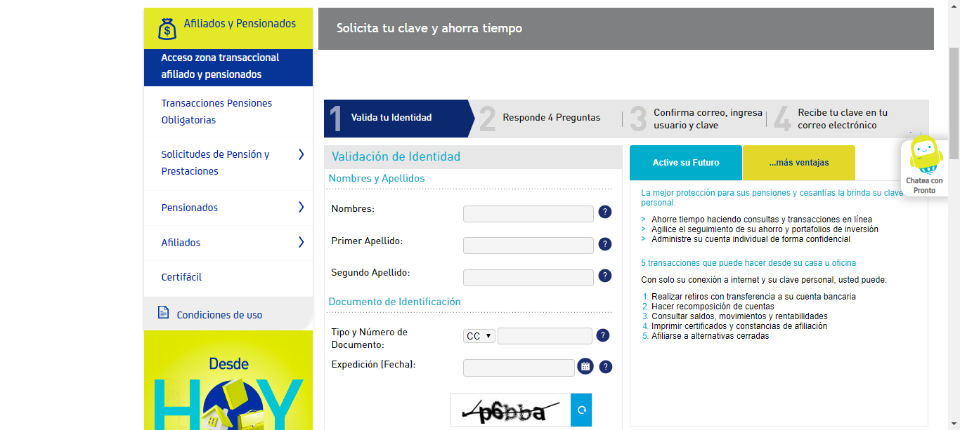 Afiliados y Pensionados
Acceso zona transaccional
afiliado y pensionados
Transacciones Pensiones
Obligatorias
Solicitudes de Pensión y
Prestaciones
Pensionados
Afiliados
Certifácil
Condiciones de uso
Desde
HOY
Solicita tu clave y ahorra tiempo
1 Valida tu Identidad
2 Responde 4 Preguntas
3 Confirma correo, ingresa
usuario y clave
4 Recibe tu clave en tu
correo electrónico
Validación de Identidad
Nombres y Apellidos
Nombres:
?
Primer Apellido:
?
Segundo Apellido:
?
Documento de Identificación
Tipo y Número de
Documento:
CC
?
Expedición (Fecha):
?
p6bba
Active su Futuro
...más ventajas
La mejor protección para sus pensiones y cesantías la brinda su clave
personal.
> Ahorre tiempo haciendo consultas y transacciones en línea
> Agilice el seguimiento de su ahorro y portafolios de inversión
> Administre su cuenta individual de forma confidencial
5 transacciones que puede hacer desde su casa u oficina
Con solo su conexión a internet y su clave personal, usted puede:
1. Realizar retiros con transferencia a su cuenta bancaria
2. Hacer recomposición de cuentas
3. Consultar saldos, movimientos y rentabilidades
4. Imprimir certificados y constancias de afiliación
5. Afiliarse a alternativas cerradas
Chatea con
Pronto